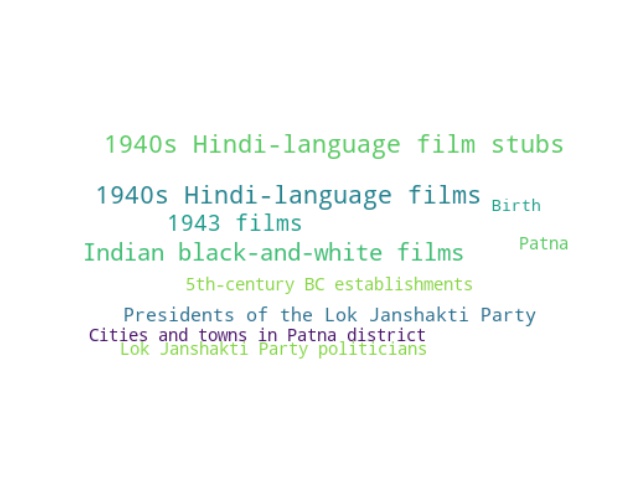 1940s Hindi-language film stubs
1940s Hindi-language films
Birth
1943 films
Patna
Indian black-and-white films
5th-century BC establishments
Presidents of the Lok Janshakti Party
Cities and towns in Patna district
Lok Janshakti Party politicians